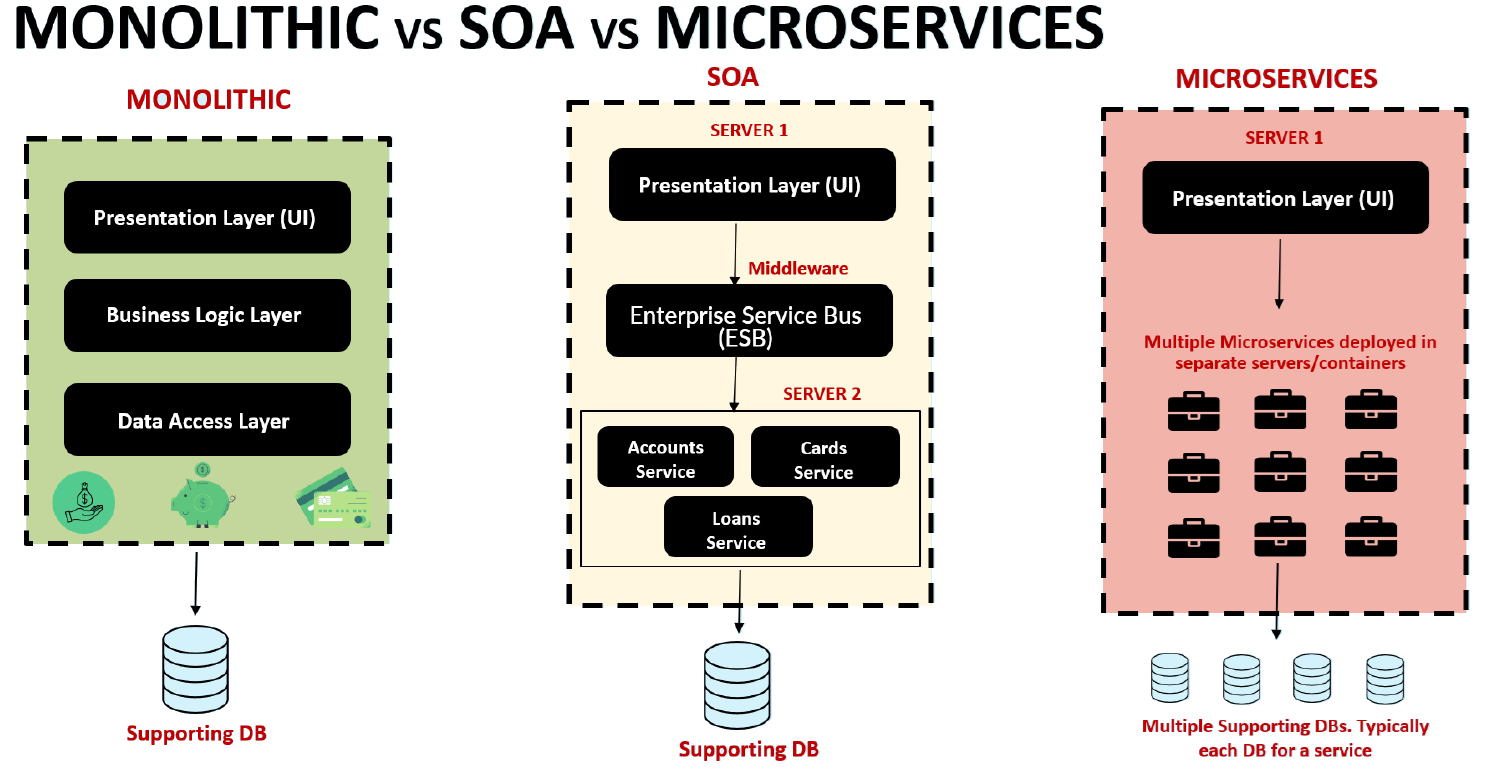 MONOLITHIC vs SOA vs MICROSERVICES
MONOLITHIC
Presentation Layer (UI)
Business Logic Layer
Data Access Layer
Supporting DB
SOA
SERVER 1
Presentation Layer (UI)
Middleware
Enterprise Service Bus
(ESB)
SERVER 2
Accounts
Service
Cards
Service
Loans
Service
Supporting DB
MICROSERVICES
SERVER 1
Presentation Layer (UI)
Multiple Microservices deployed in
separate servers/containers
Multiple Supporting DBs. Typically
each DB for a service